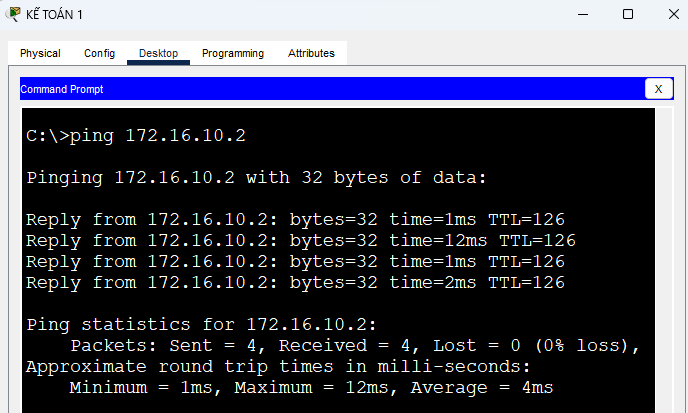 KẾ TOÁN 1
Physical Config Desktop Programming Attributes
Command Prompt X
C:\>ping 172.16.10.2
Pinging 172.16.10.2 with 32 bytes of data:
Reply from 172.16.10.2: bytes=32 time=1ms TTL=126
Reply from 172.16.10.2: bytes=32 time=12ms TTL=126
Reply from 172.16.10.2: bytes=32 time=1ms TTL=126
Reply from 172.16.10.2: bytes=32 time=2ms TTL=126
Ping statistics for 172.16.10.2:
Packets: Sent = 4, Received = 4, Lost = 0 (0% loss),
Approximate round trip times in milli-seconds:
Minimum = 1ms, Maximum = 12ms, Average = 4ms